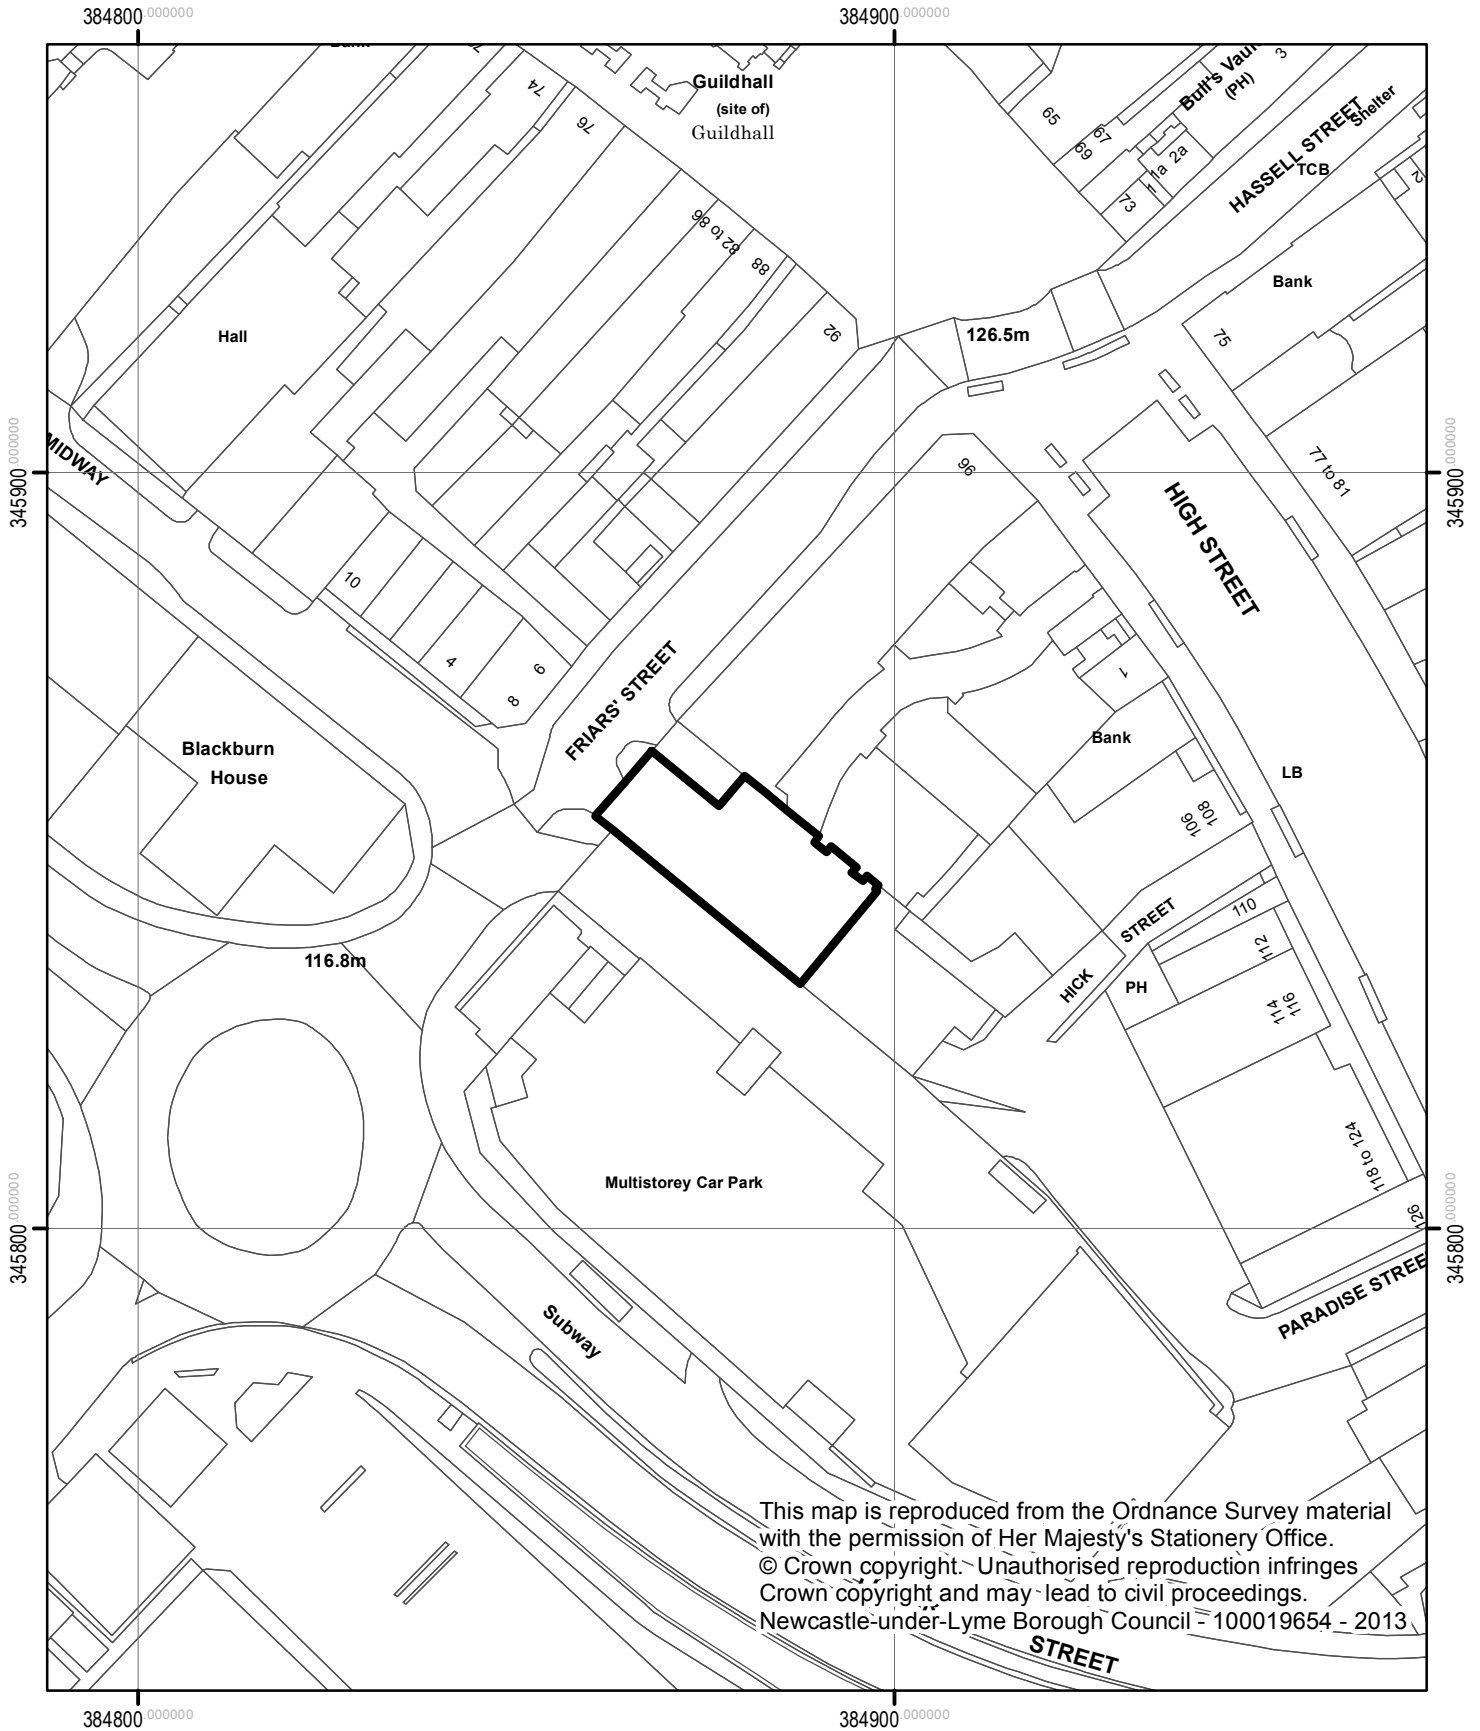 384800.000000
384900.000000
74
76
Guildhall
(site of)
Guildhall
65
67
69
73
1
1a
2a
3
Bull's
(PH)
HASSELL STREET
Shelter
TCB
2
Bank
75
82 to 86
88
92
126.5m
Hall
MIDWAY
345900.000000
345900.000000
96
77 to 81
HIGH STREET
10
4
6
8
FRIARS' STREET
1
Bank
LB
106
108
Blackburn
House
116.8m
HICK
STREET
PH
110
112
114
116
118 to 124
126
Multistorey Car Park
345800.000000
345800.000000
PARADISE STREE
Subway
This map is reproduced from the Ordnance Survey material
with the permission of Her Majesty's Stationery Office.
© Crown copyright. Unauthorised reproduction infringes
Crown copyright and may lead to civil proceedings.
Newcastle-under-Lyme Borough Council - 100019654 - 2013
STREET
384800.000000
384900.000000